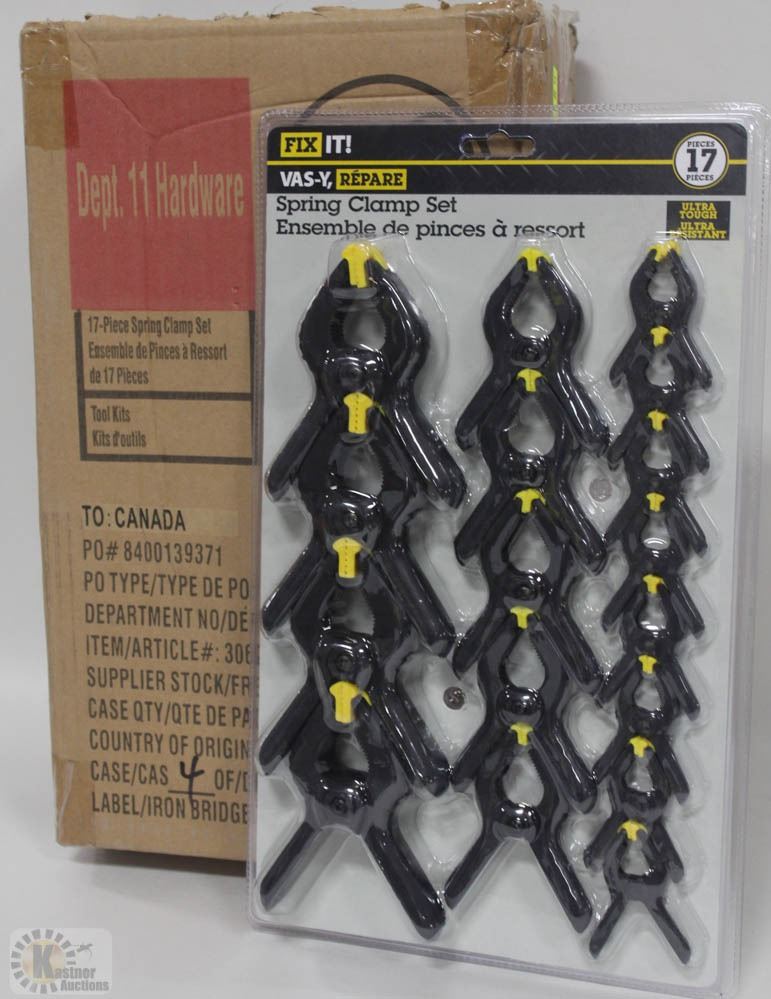 Dept. 11 Hardware
17-Piece Spring Clamp Set
Ensemble de Pinces à Ressort
de 17 Pièces
Tool Kits
Kits d'outils
TO: CANADA
PO# 8400139371
PO TYPE/TYPE DE PO
DEPARTMENT NO/DÉ
ITEM/ARTICLE#: 306
SUPPLIER STOCK/FR
CASE QTY/QTE DE PA
COUNTRY OF ORIGIN
CASE/CAS 4 OF/D
LABEL/IRON BRIDGE
FIX IT!
VAS-Y, RÉPARE
Spring Clamp Set
Ensemble de pinces à ressort
PIECES
17
PIÈCES
ULTRA
TOUGH
ULTRA
RÉSISTANT
Kastner
Auctions